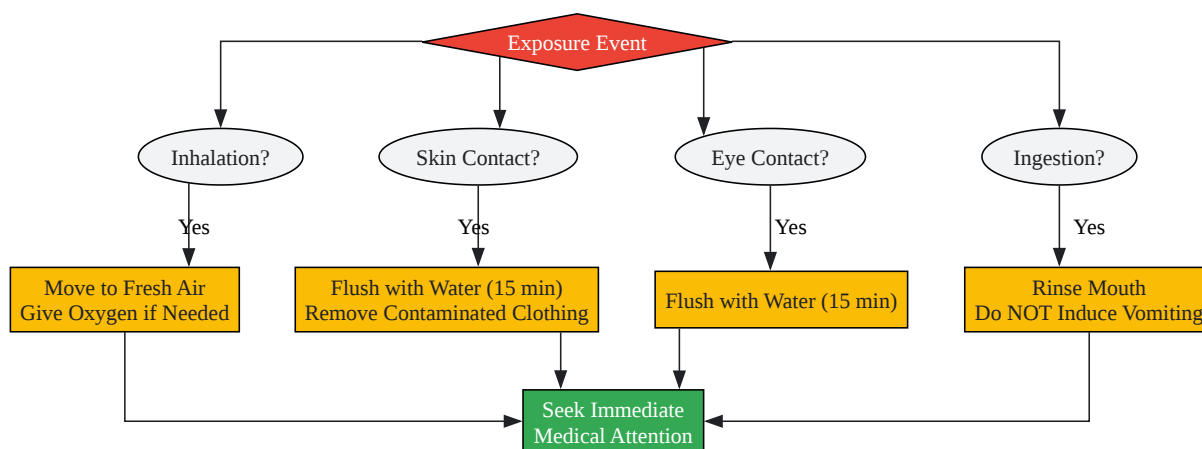 Exposure Event
Inhalation?
Skin Contact?
Eye Contact?
Ingestion?
Yes
Yes
Yes
Yes
Move to Fresh Air
Give Oxygen if Needed
Flush with Water (15 min)
Remove Contaminated Clothing
Flush with Water (15 min)
Rinse Mouth
Do NOT Induce Vomiting
Seek Immediate
Medical Attention